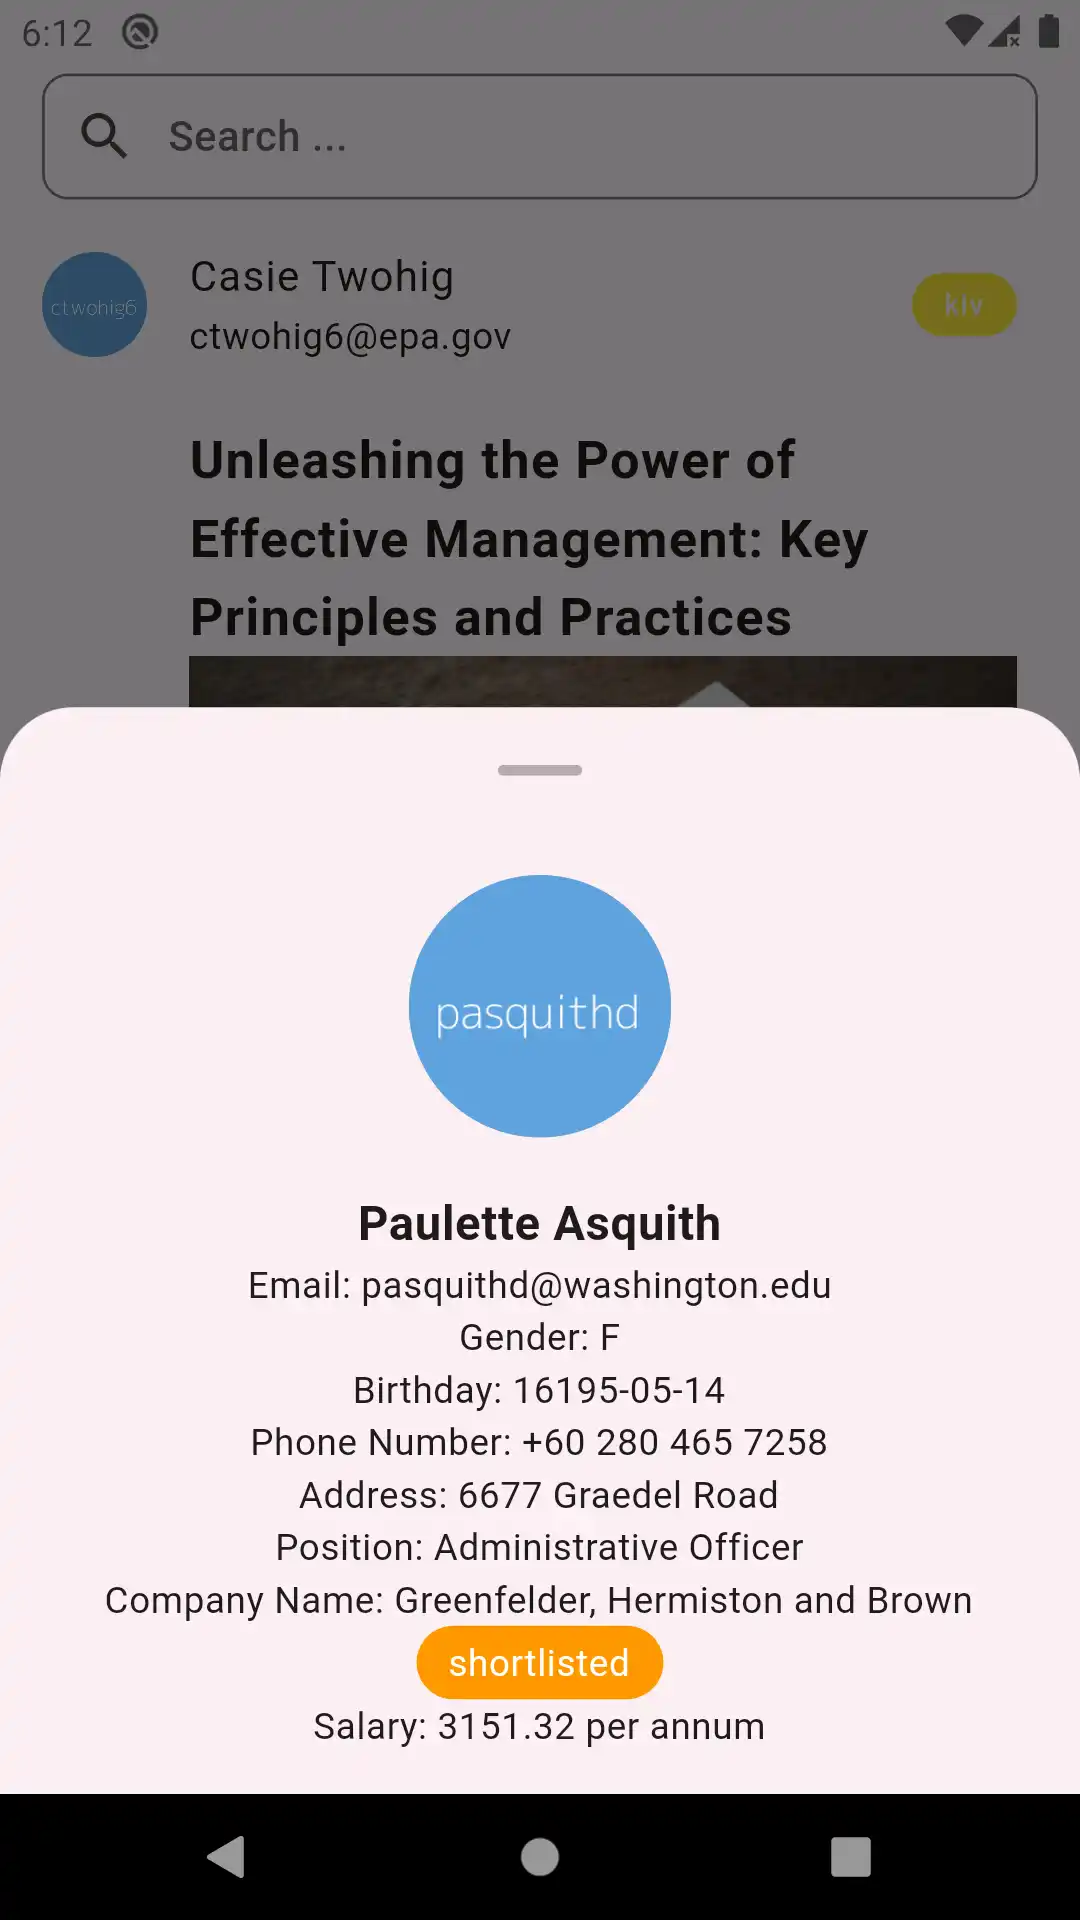 6:12
Search ...
ctwohig6
Casie Twohig
kiv
ctwohig6@epa.gov
Unleashing the Power of
Effective Management: Key
Principles and Practices
pasquithd
Paulette Asquith
Email: pasquithd@washington.edu
Gender: F
Birthday: 16195-05-14
Phone Number: +60 280 465 7258
Address: 6677 Graedel Road
Position: Administrative Officer
Company Name: Greenfelder, Hermiston and Brown
shortlisted
Salary: 3151.32 per annum